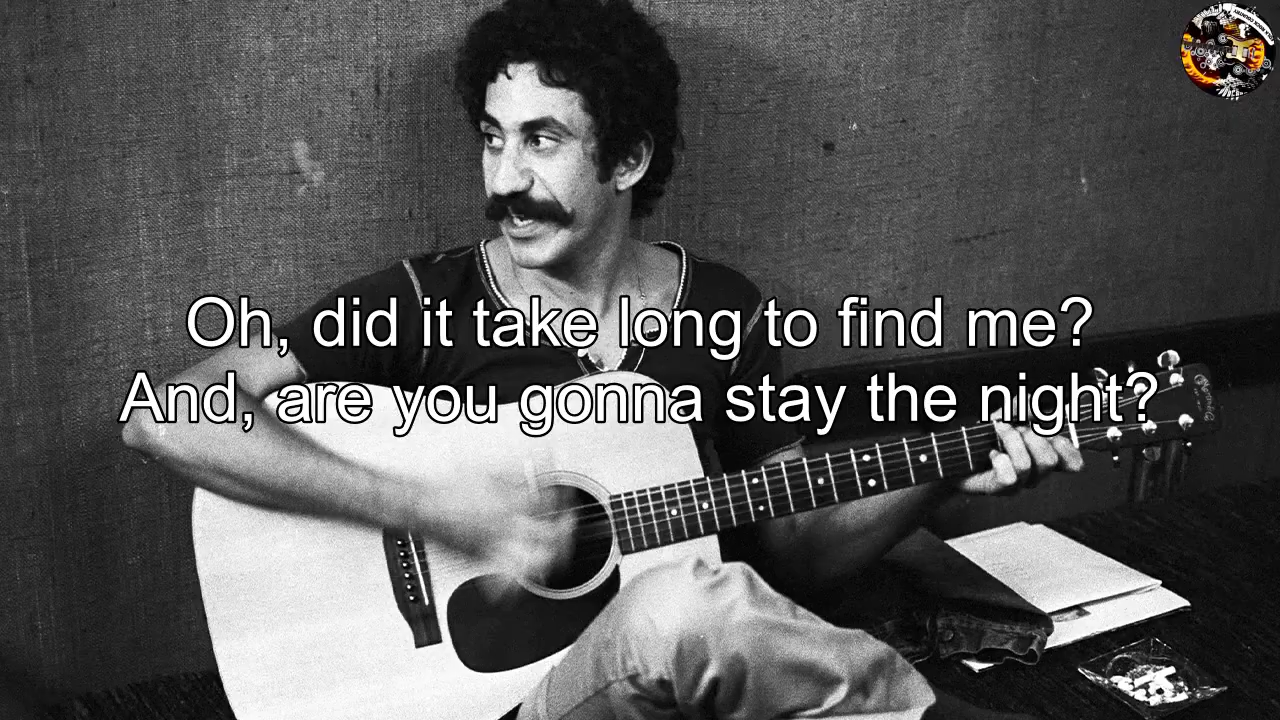 Oh, did it take long to find me?
And, are you gonna stay the night?